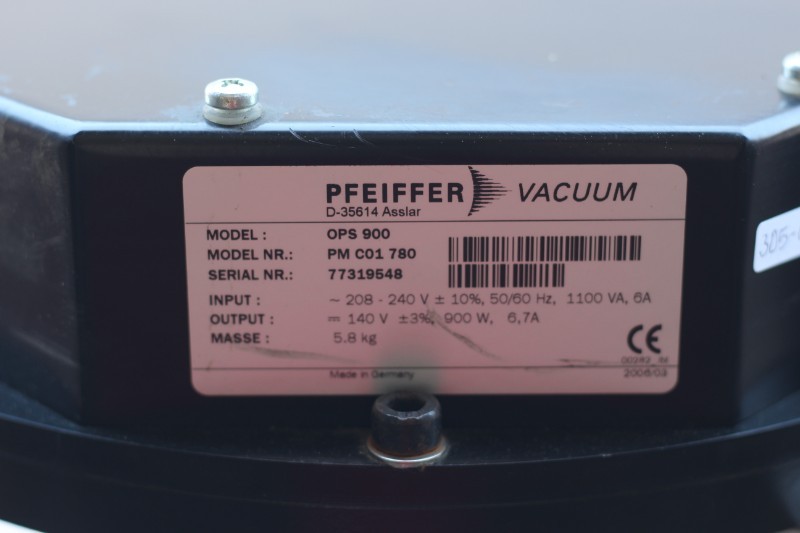 PFEIFFER VACUUM
D-35614 Asslar
MODEL : OPS 900
MODEL NR.: PM C01 780
SERIAL NR.: 77319548
INPUT : ~ 208 - 240 V ± 10%, 50/60 Hz, 1100 VA, 6A
OUTPUT : ⎓ 140 V ±3%, 900 W, 6,7A
MASSE : 5.8 kg
CE
Made in Germany
2006/03
305-